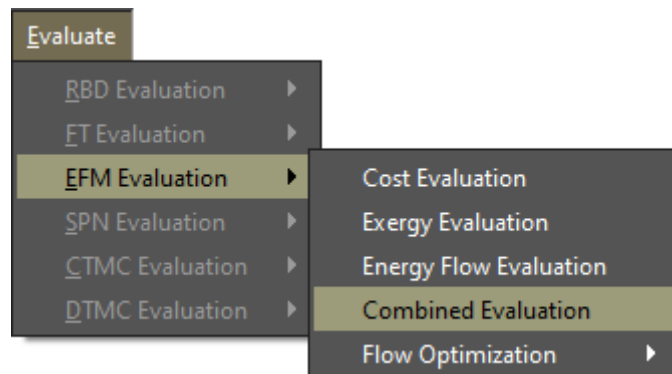 Evaluate
RBD Evaluation
FT Evaluation
EFM Evaluation
SPN Evaluation
CTMC Evaluation
DTMC Evaluation
Cost Evaluation
Exergy Evaluation
Energy Flow Evaluation
Combined Evaluation
Flow Optimization